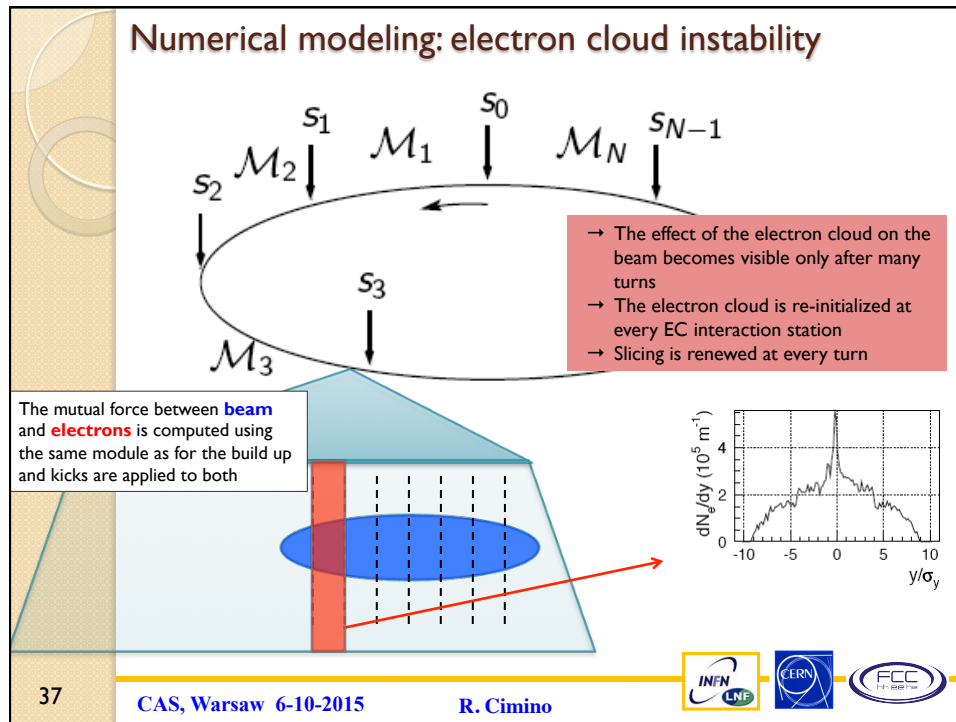 Numerical modeling: electron cloud instability
s0
s1
sN−1
M1
MN
M2
s2
→ The effect of the electron cloud on the
beam becomes visible only after many
turns
→ The electron cloud is re-initialized at
every EC interaction station
→ Slicing is renewed at every turn
s3
M3
The mutual force between beam
and electrons is computed using
the same module as for the build up
and kicks are applied to both
dNe/dy (10^5 m^-1)
4
2
0
-10 -5 0 5 10
y/σy
37
CAS, Warsaw 6-10-2015
R. Cimino
INFN
LNF
CERN
FCC
hh ee he